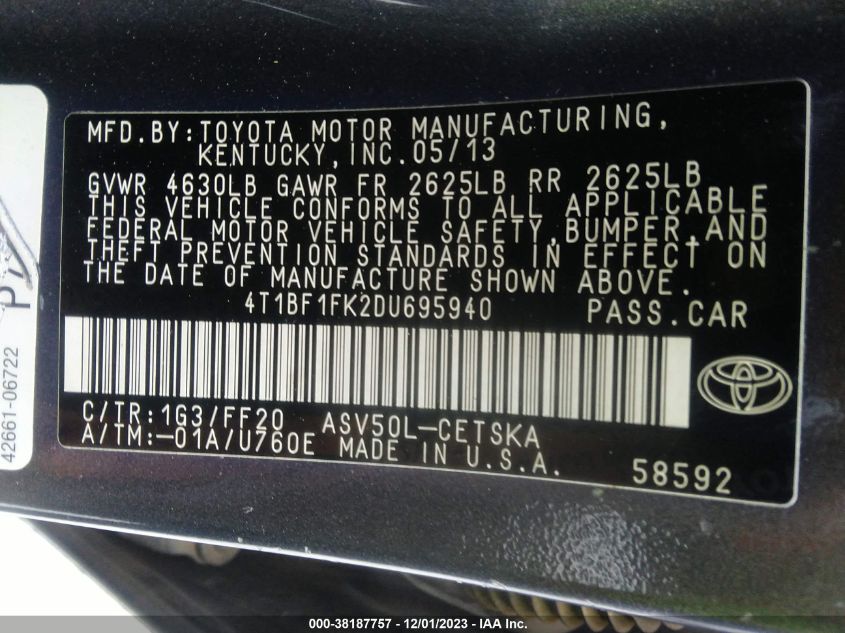 MFD.BY:TOYOTA MOTOR MANUFACTURING,
KENTUCKY,INC.05/13
GVWR 4630LB GAWR FR 2625LB RR 2625LB
THIS VEHICLE CONFORMS TO ALL APPLICABLE
FEDERAL MOTOR VEHICLE SAFETY,BUMPER,AND
THEFT PREVENTION STANDARDS IN EFFECT ON
THE DATE OF MANUFACTURE SHOWN ABOVE.
4T1BF1FK2DU695940 PASS.CAR
C/TR:1G3/FF20 ASV50L-CETSKA
A/TM:-01A/U760E MADE IN U.S.A.
58592
42661-06722
000-38187757 - 12/01/2023 - IAA Inc.